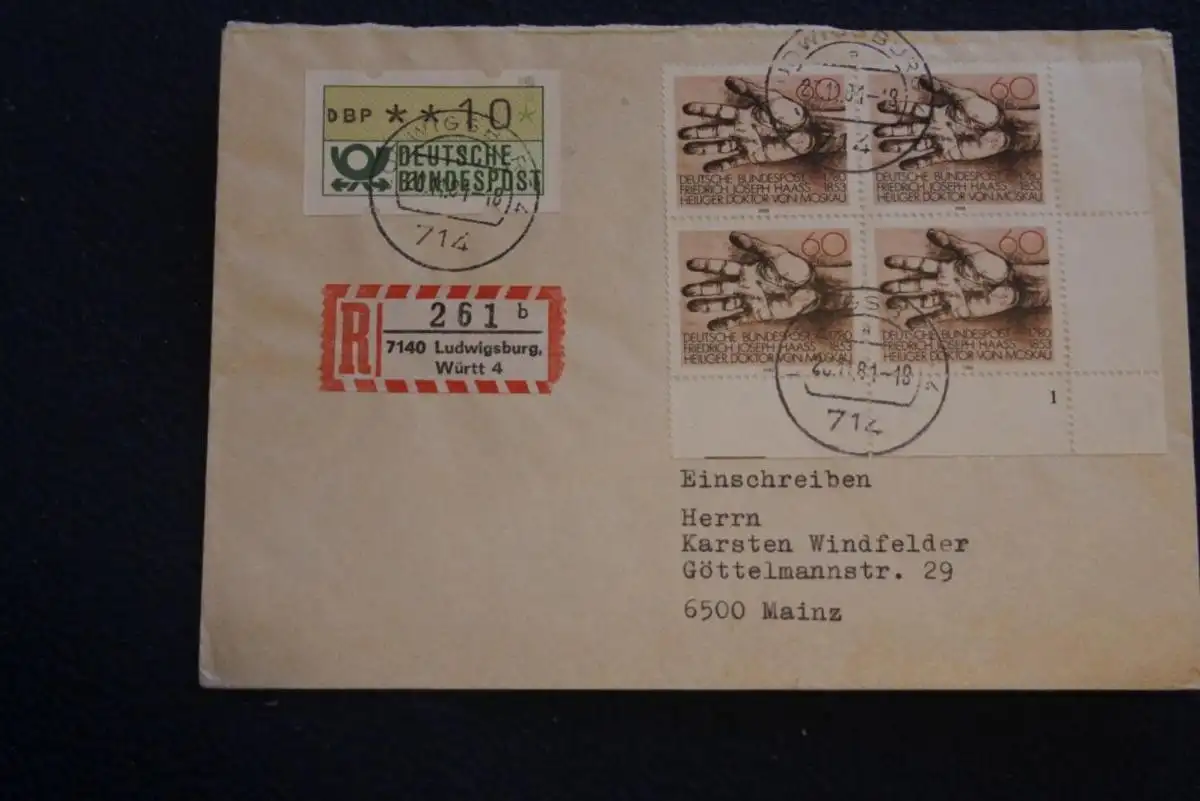 DBP **10*
DEUTSCHE
BUNDESPOST
714
R
261 b
7140 Ludwigsburg,
Württ 4
LUDWIGSBURG
714
60
DEUTSCHE BUNDESPOST 1780
FRIEDRICH JOSEPH HAASS 1853
HEILIGER DOKTOR VON MOSKAU
60
DEUTSCHE BUNDESPOST 1780
FRIEDRICH JOSEPH HAASS 1853
HEILIGER DOKTOR VON MOSKAU
60
DEUTSCHE BUNDESPOST 1780
FRIEDRICH JOSEPH HAASS 1853
HEILIGER DOKTOR VON MOSKAU
60
DEUTSCHE BUNDESPOST 1780
FRIEDRICH JOSEPH HAASS 1853
HEILIGER DOKTOR VON MOSKAU
714
1
Einschreiben
Herrn
Karsten Windfelder
Göttelmannstr. 29
6500 Mainz